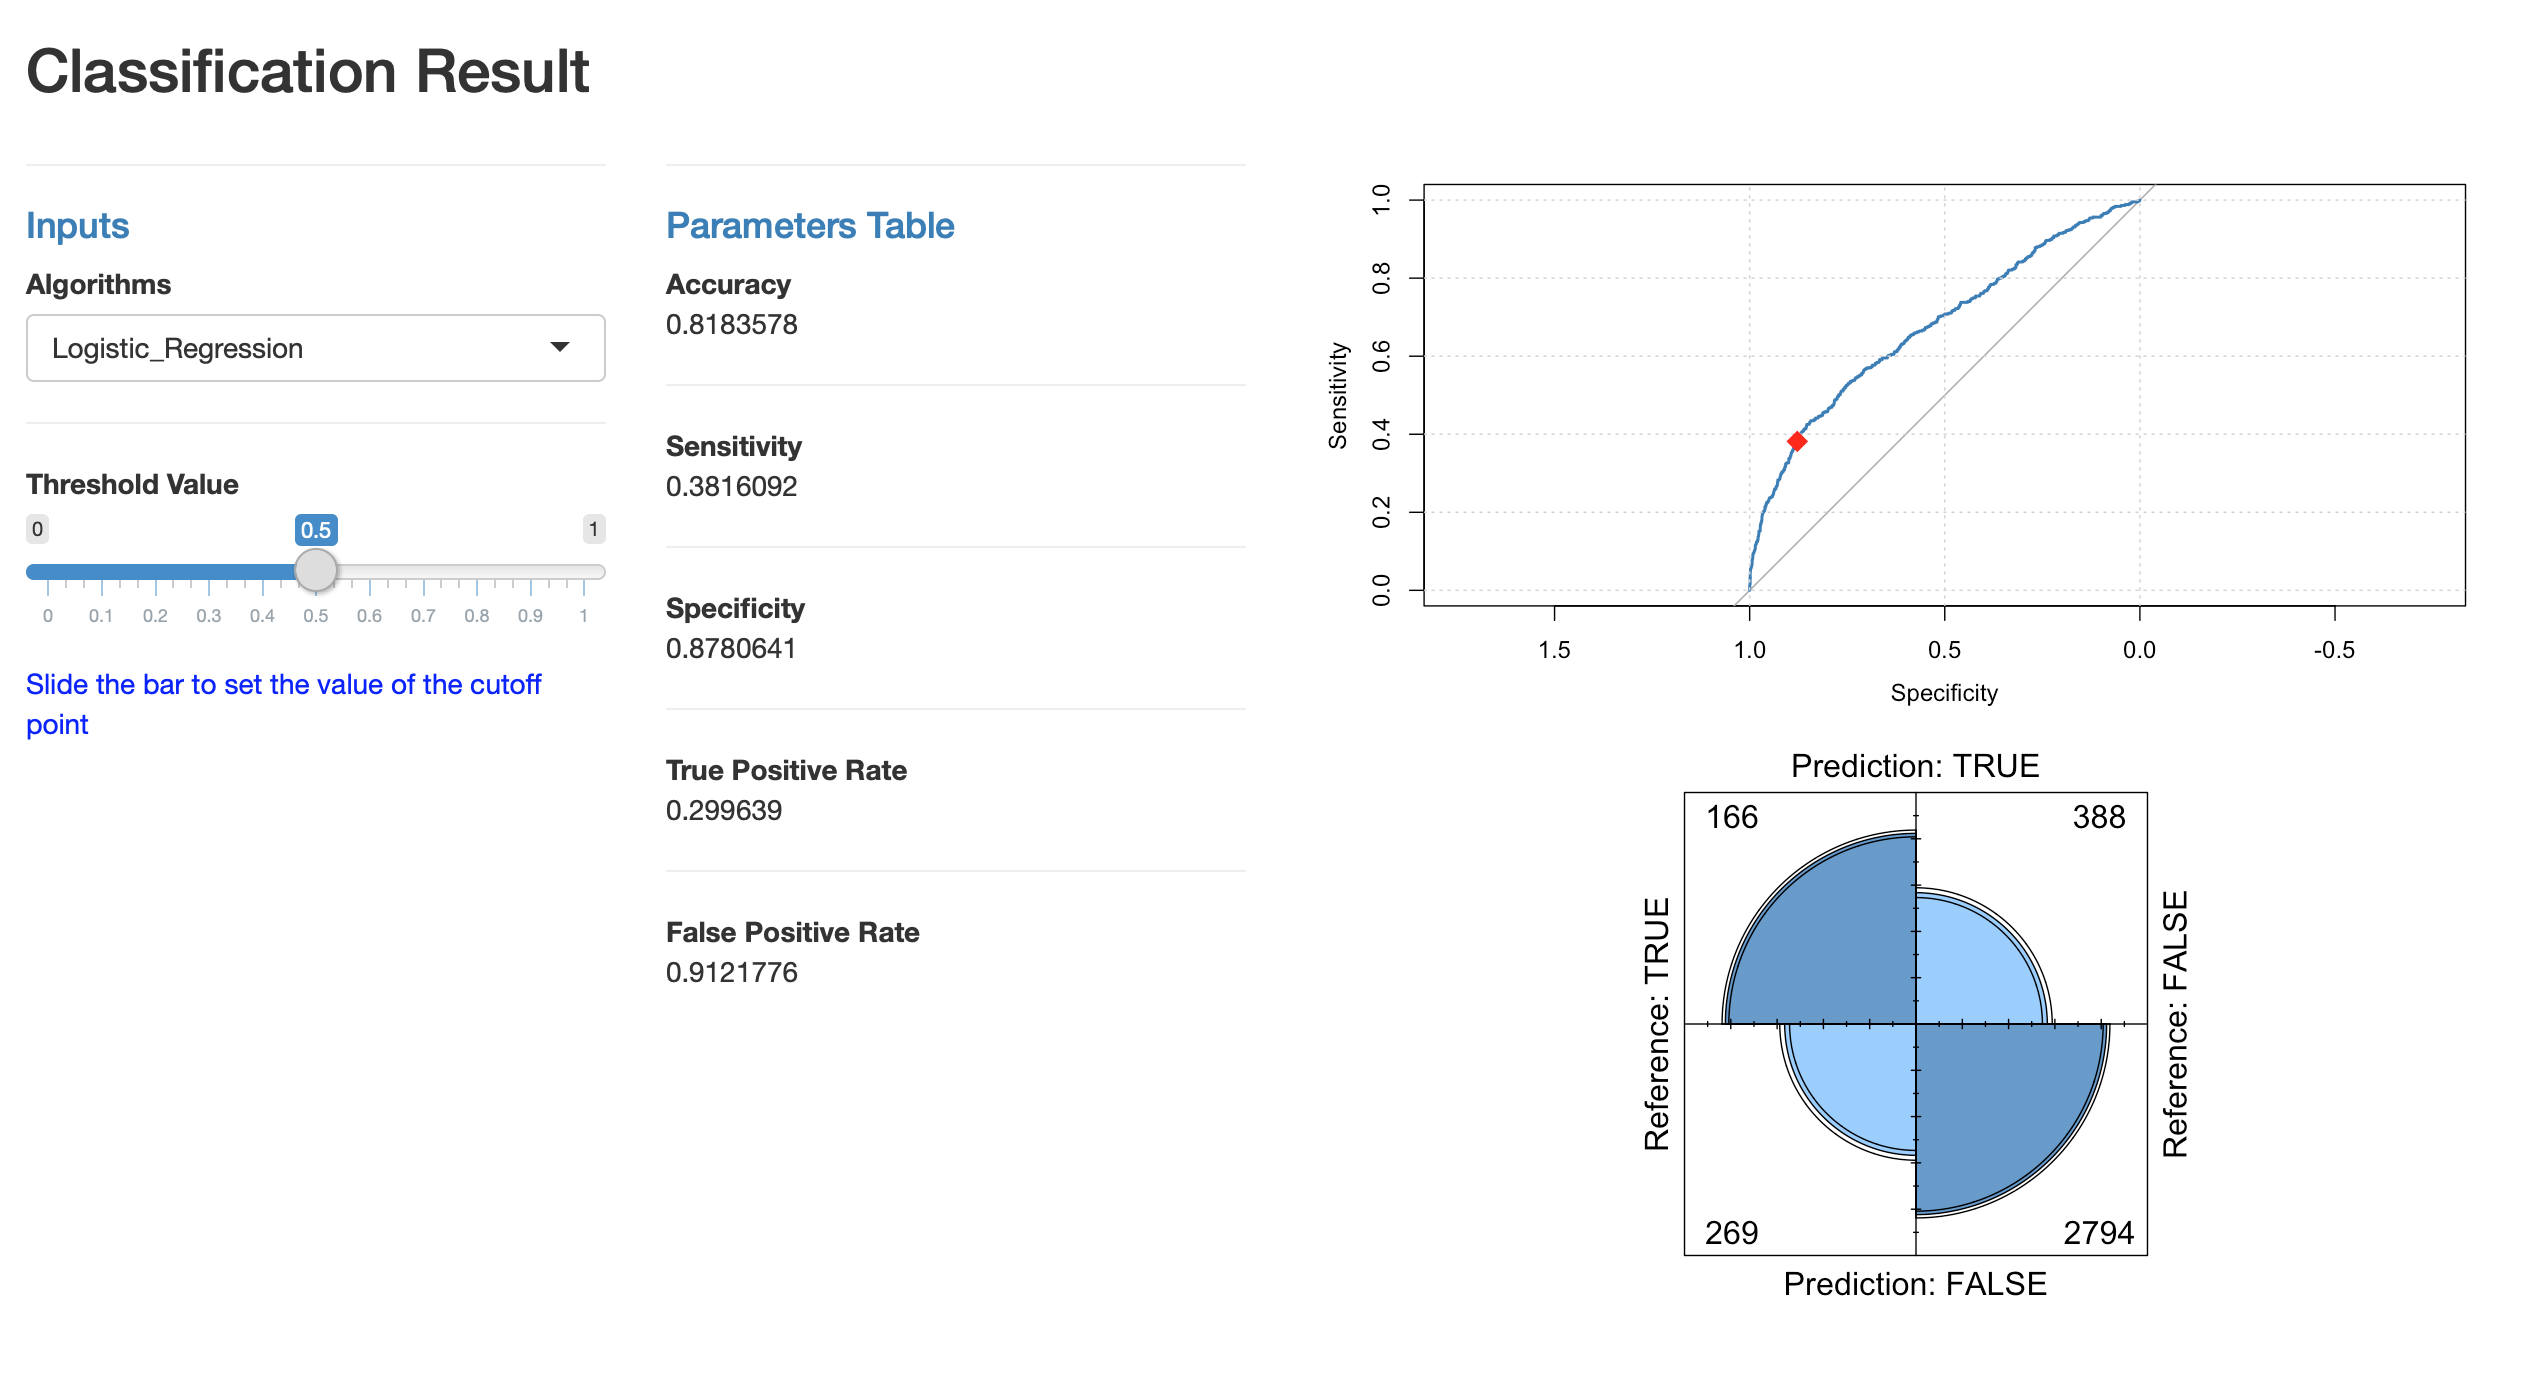 Classification Result
Inputs
Algorithms
Logistic_Regression
Threshold Value
0 0.5 1
0 0.1 0.2 0.3 0.4 0.5 0.6 0.7 0.8 0.9 1
Slide the bar to set the value of the cutoff
point
Parameters Table
Accuracy
0.8183578
Sensitivity
0.3816092
Specificity
0.8780641
True Positive Rate
0.299639
False Positive Rate
0.9121776
Sensitivity
1.0
0.8
0.6
0.4
0.2
0.0
1.5 1.0 0.5 0.0 -0.5
Specificity
Prediction: TRUE
166 388
Reference: TRUE
Reference: FALSE
269 2794
Prediction: FALSE